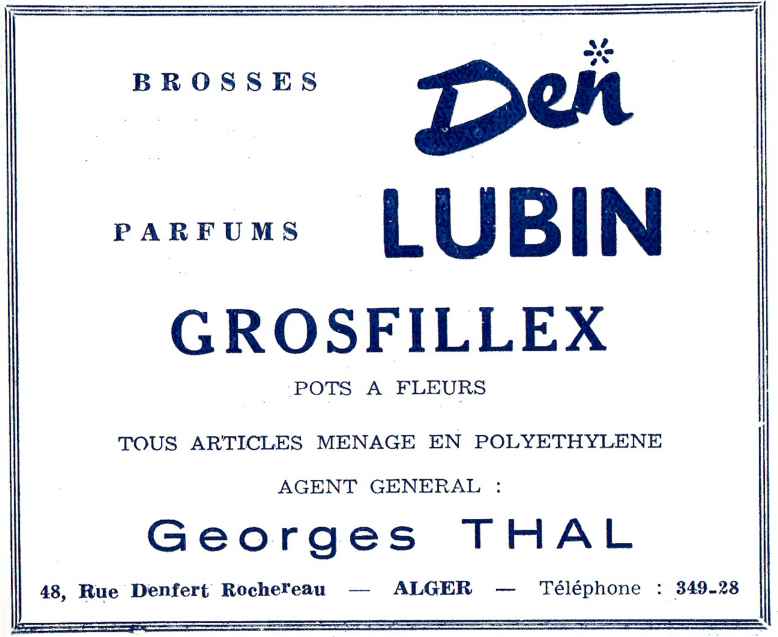 BROSSES Den
PARFUMS LUBIN
GROSFILLEX
POTS A FLEURS
TOUS ARTICLES MENAGE EN POLYETHYLENE
AGENT GENERAL :
Georges THAL
48, Rue Denfert Rochereau — ALGER — Téléphone : 349-28